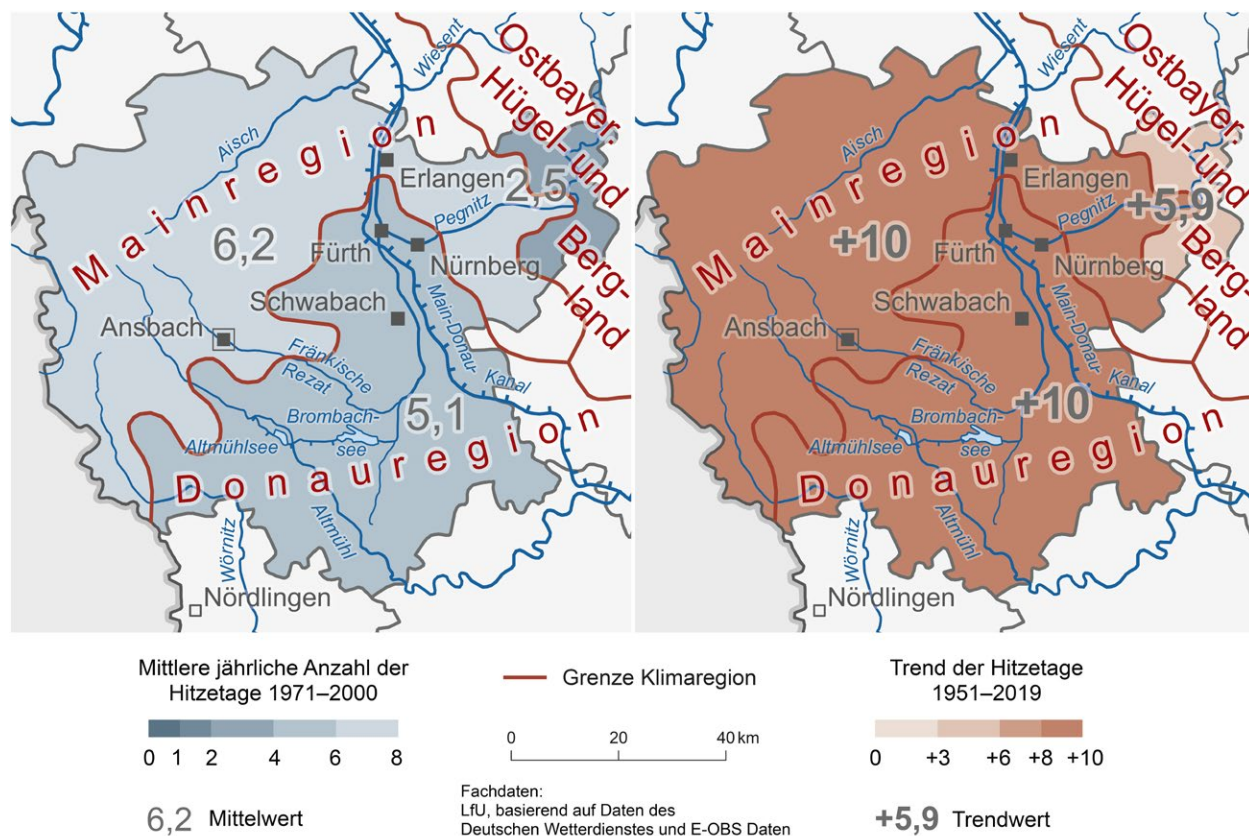 Ostbayer.
Hügel- und
Berg-
land
Mainregion
Donauregion
Wiesent
Aisch
Erlangen
2,5
Pegnitz
6,2
Fürth
Nürnberg
Schwabach
Main-Donau-
Kanal
Ansbach
Fränkische
Rezat
5,1
Brombach-
see
Altmühlsee
Altmühl
Wörnitz
Nördlingen
Ostbayer.
Hügel- und
Berg-
land
Mainregion
Donauregion
Wiesent
Aisch
Erlangen
+5,9
Pegnitz
+10
Fürth
Nürnberg
Schwabach
Main-Donau-
Kanal
Ansbach
Fränkische
Rezat
+10
Brombach-
see
Altmühlsee
Altmühl
Wörnitz
Nördlingen
Mittlere jährliche Anzahl der
Hitzetage 1971–2000
0 1 2 4 6 8
6,2 Mittelwert
Grenze Klimaregion
0 20 40 km
Fachdaten:
LfU, basierend auf Daten des
Deutschen Wetterdienstes und E-OBS Daten
Trend der Hitzetage
1951–2019
0 +3 +6 +8 +10
+5,9 Trendwert